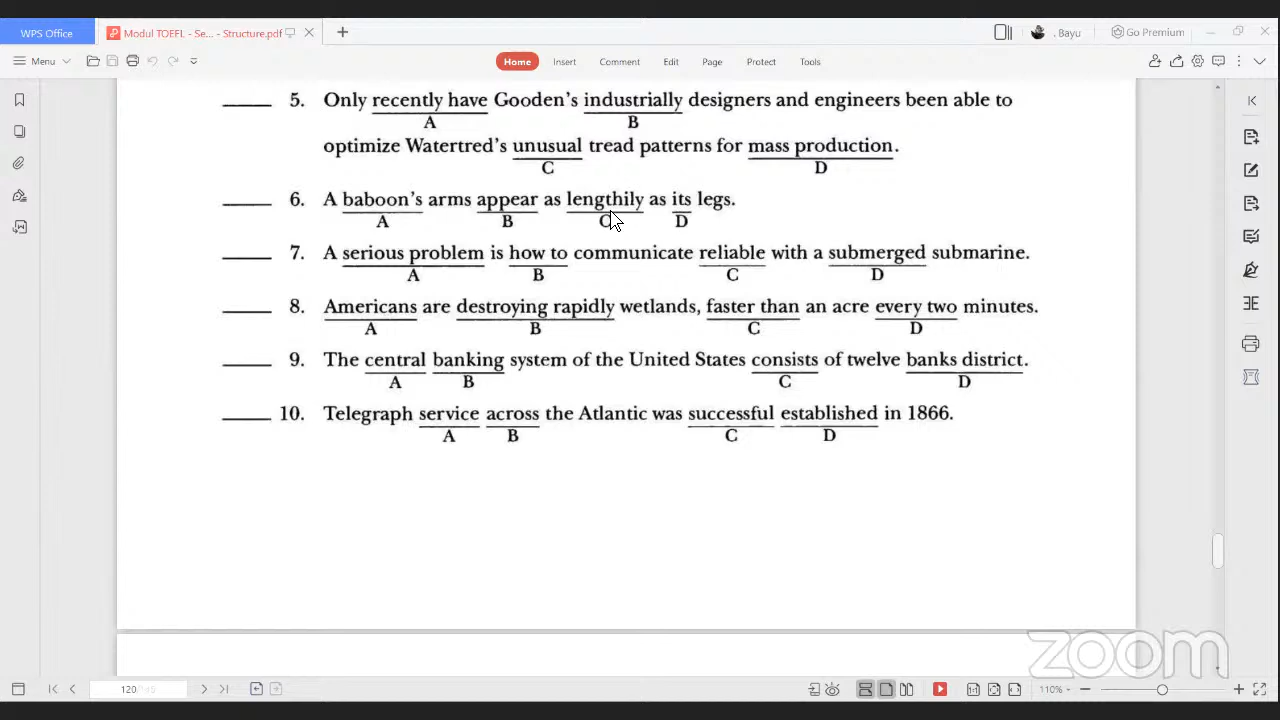 WPS Office
Modul TOEFL - Se... - Structure.pdf
. Bayu
Go Premium
Menu
Home
Insert
Comment
Edit
Page
Protect
Tools
_____ 5. Only recently have Gooden's industrially designers and engineers been able to
A B
optimize Watertred's unusual tread patterns for mass production.
C D
_____ 6. A baboon's arms appear as lengthily as its legs.
A B C D
_____ 7. A serious problem is how to communicate reliable with a submerged submarine.
A B C D
_____ 8. Americans are destroying rapidly wetlands, faster than an acre every two minutes.
A B C D
_____ 9. The central banking system of the United States consists of twelve banks district.
A B C D
_____ 10. Telegraph service across the Atlantic was successful established in 1866.
A B C D
zoom
120
110%